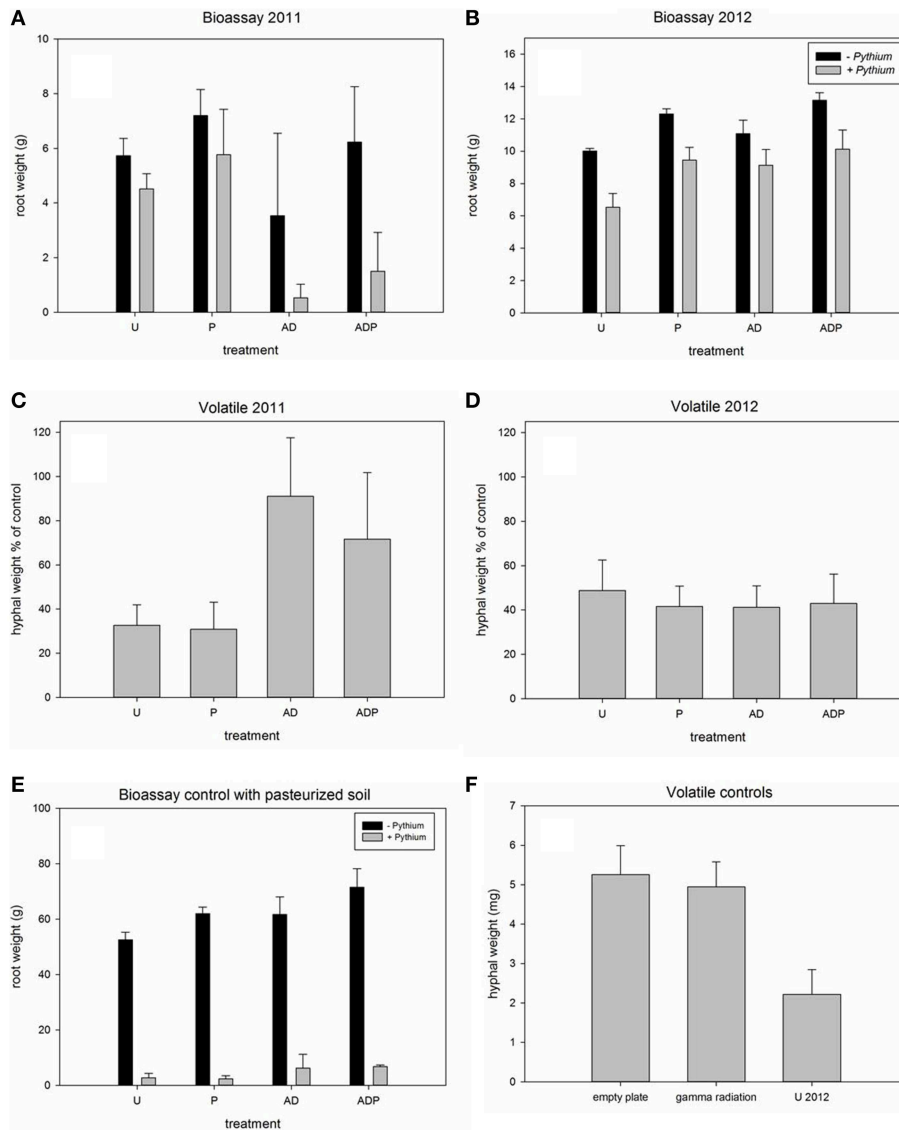 A
Bioassay 2011
10
8
6
4
2
0
root weight (g)
U P AD ADP
treatment
B
Bioassay 2012
- Pythium
+ Pythium
16
14
12
10
8
6
4
2
0
root weight (g)
U P AD ADP
treatment
C
Volatile 2011
120
100
80
60
40
20
0
hyphal weight % of control
U P AD ADP
treatment
D
Volatile 2012
120
100
80
60
40
20
0
hyphal weight % of control
U P AD ADP
treatment
E
Bioassay control with pasteurized soil
- Pythium
+ Pythium
100
80
60
40
20
0
root weight (g)
U P AD ADP
treatment
F
Volatile controls
7
6
5
4
3
2
1
0
hyphal weight (mg)
empty plate gamma radiation U 2012